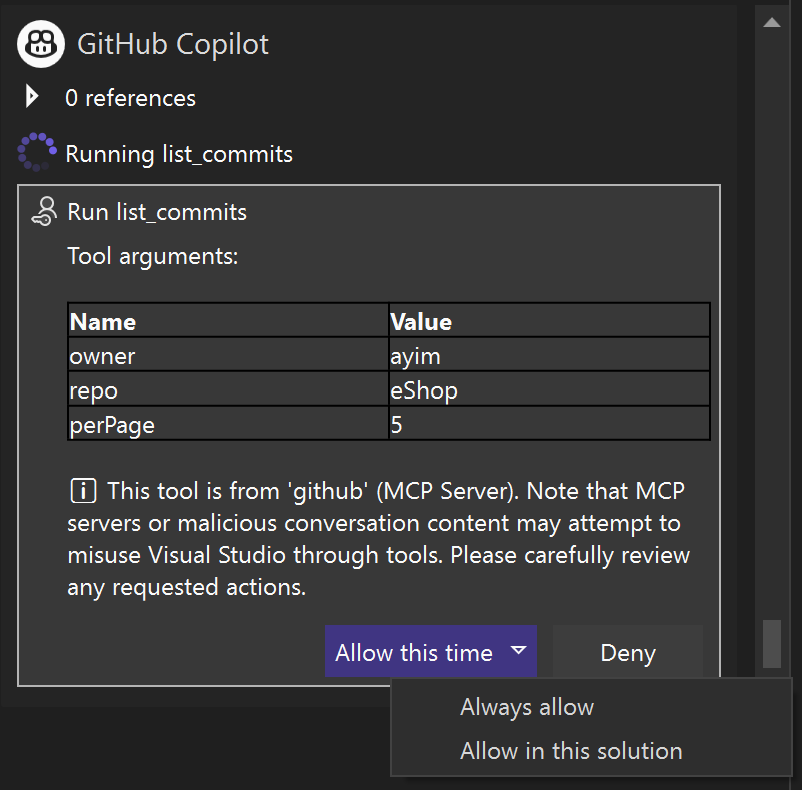 GitHub Copilot
0 references
Running list_commits
Run list_commits
Tool arguments:
Name Value
owner ayim
repo eShop
perPage 5
This tool is from 'github' (MCP Server). Note that MCP
servers or malicious conversation content may attempt to
misuse Visual Studio through tools. Please carefully review
any requested actions.
Allow this time Deny
Always allow
Allow in this solution